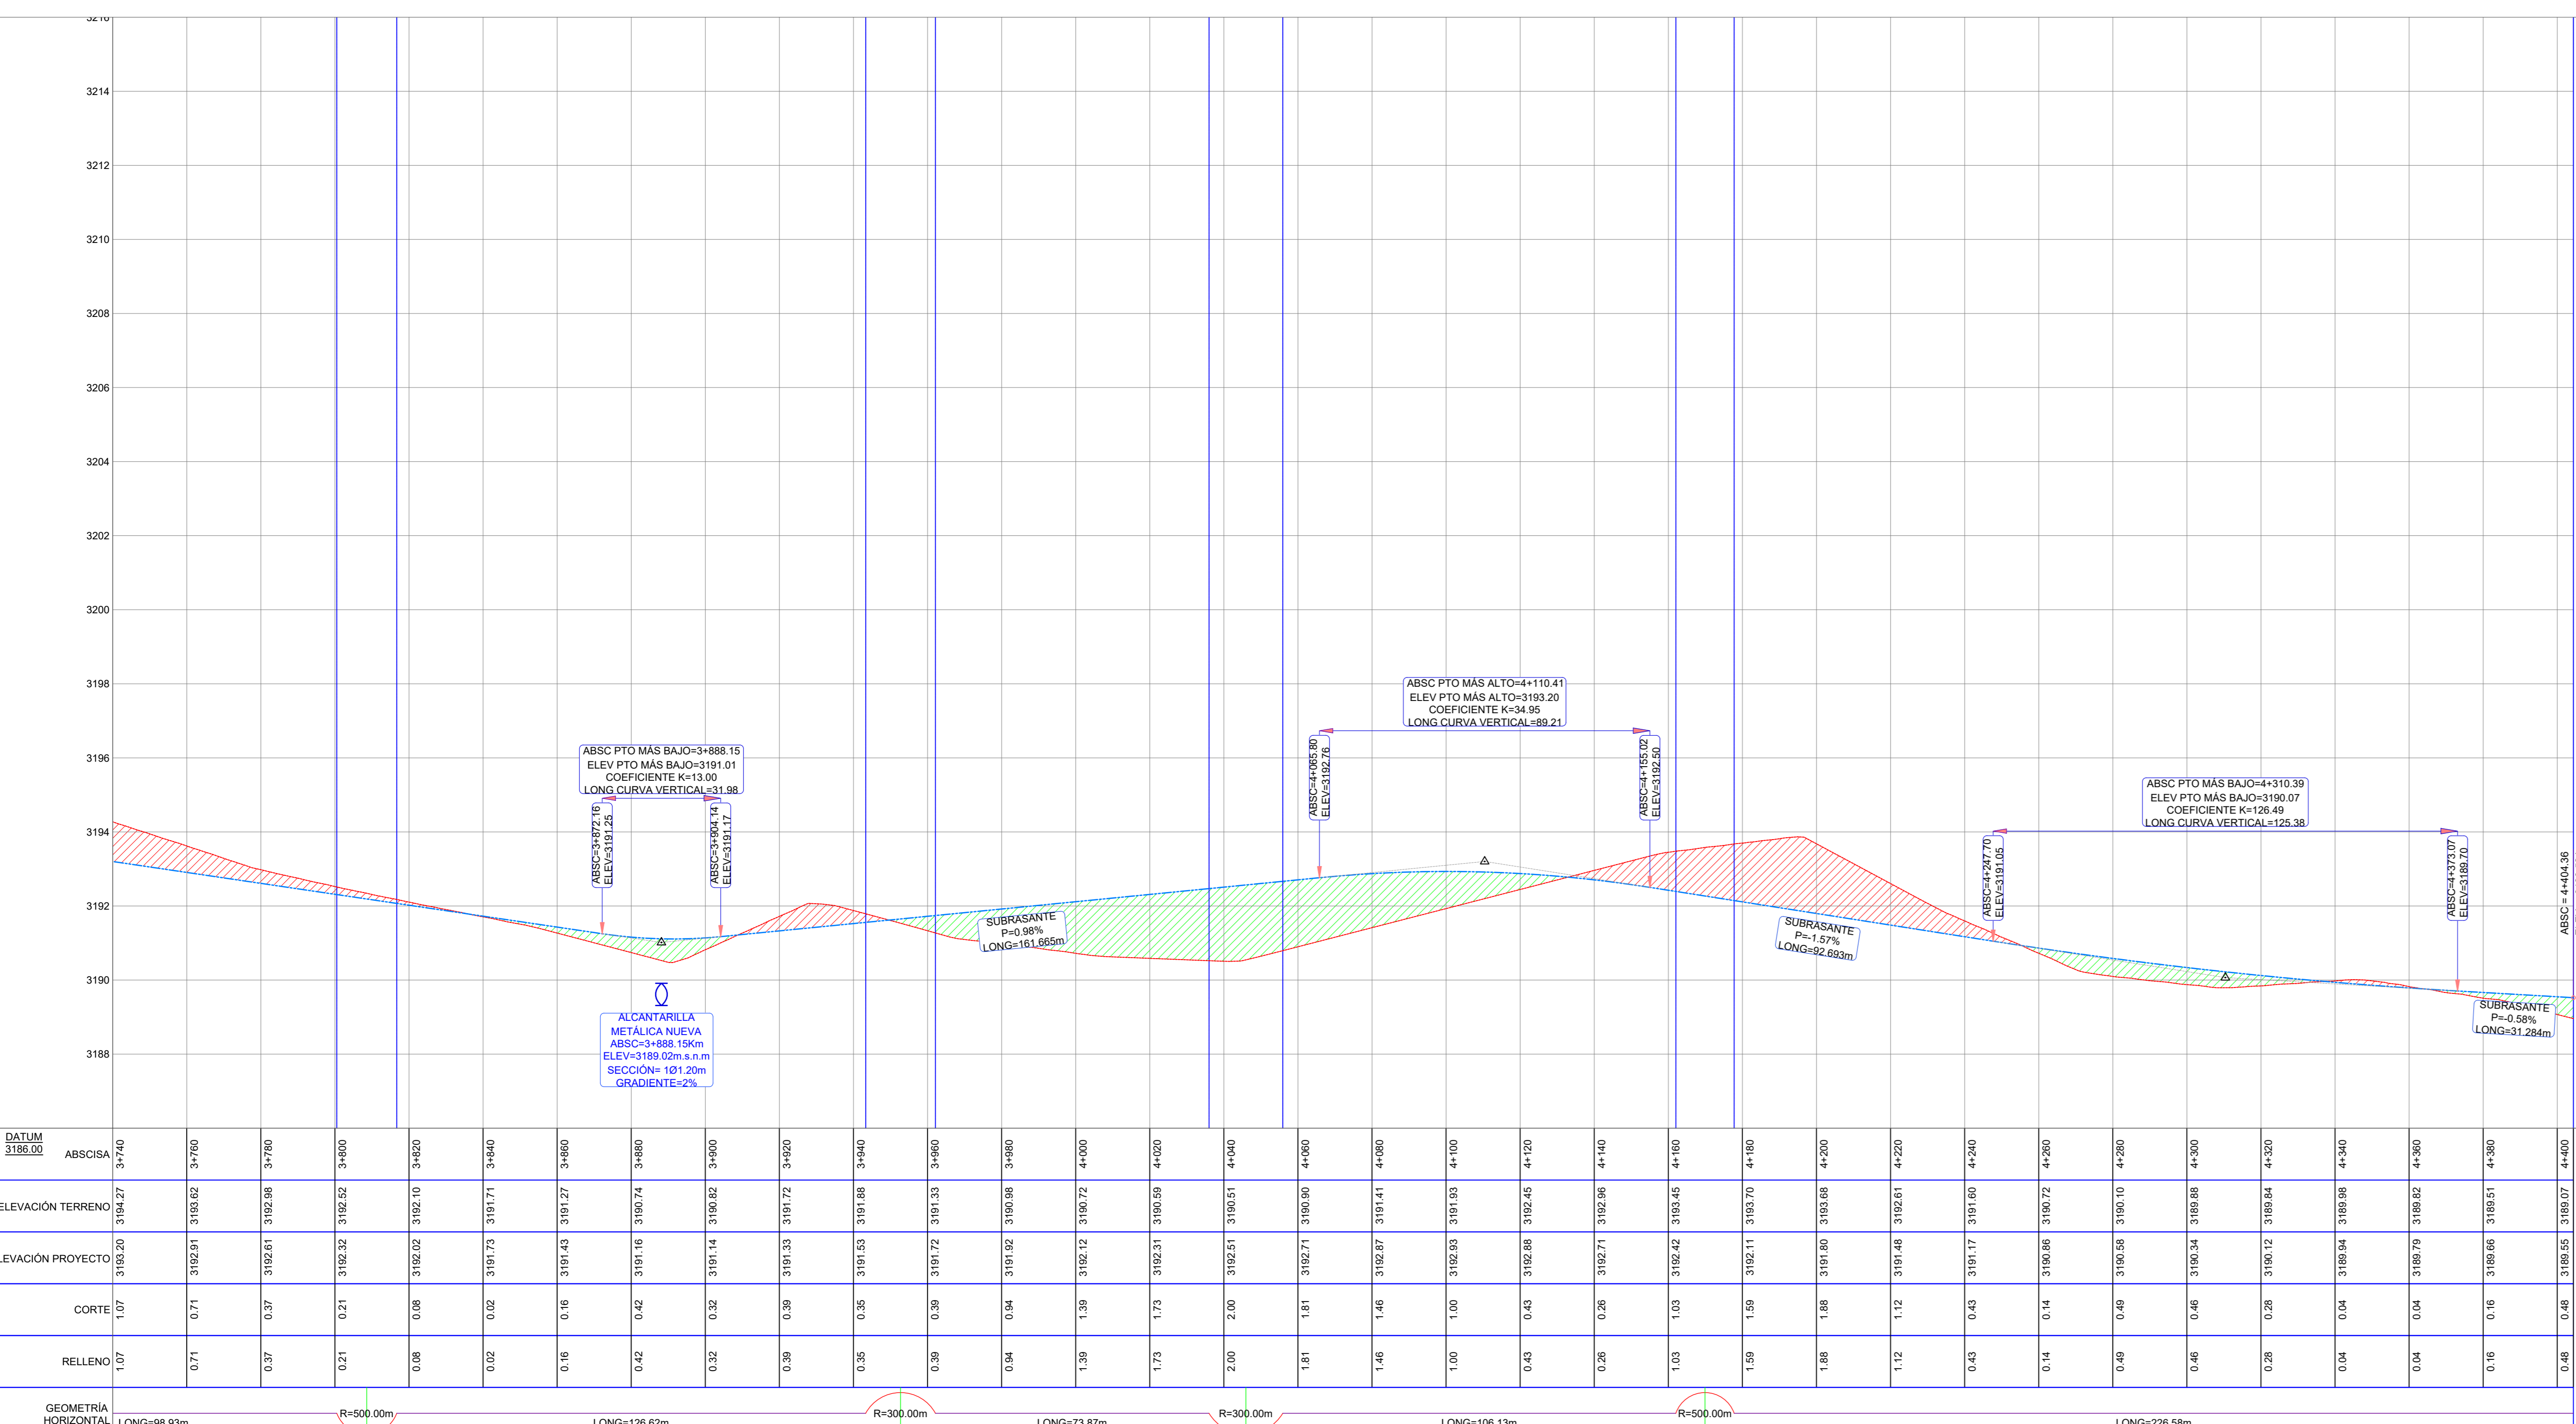 3214
3212
3210
3208
3206
3204
3202
3200
3198
3196
3194
3192
3190
3188
ABSC PTO MÁS BAJO=3+888.15
ELEV PTO MÁS BAJO=3191.01
COEFICIENTE K=13.00
LONG CURVA VERTICAL=31.98
ABSC=3+872.16
ELEV=3191.25
ABSC=3+904.14
ELEV=3191.17
ALCANTARILLA
METÁLICA NUEVA
ABSC=3+888.15Km
ELEV=3189.02m.s.n.m
SECCIÓN= 1Ø1.20m
GRADIENTE=2%
SUBRASANTE
P=0.98%
LONG=161.665m
ABSC PTO MÁS ALTO=4+110.41
ELEV PTO MÁS ALTO=3193.20
COEFICIENTE K=34.95
LONG CURVA VERTICAL=89.21
ABSC=4+065.80
ELEV=3192.76
ABSC=4+155.02
ELEV=3192.50
SUBRASANTE
P=-1.57%
LONG=92.693m
ABSC PTO MÁS BAJO=4+310.39
ELEV PTO MÁS BAJO=3190.07
COEFICIENTE K=126.49
LONG CURVA VERTICAL=125.38
ABSC=4+247.70
ELEV=3191.05
ABSC=4+373.07
ELEV=3189.70
SUBRASANTE
P=-0.58%
LONG=31.284m
ABSC = 4+404.36
DATUM
3186.00
ABSCISA 3+740 3+760 3+780 3+800 3+820 3+840 3+860 3+880 3+900 3+920 3+940 3+960 3+980 4+000 4+020 4+040 4+060 4+080 4+100 4+120 4+140 4+160 4+180 4+200 4+220 4+240 4+260 4+280 4+300 4+320 4+340 4+360 4+380 4+400
ELEVACIÓN TERRENO 3194.27 3193.62 3192.98 3192.52 3192.10 3191.71 3191.27 3190.74 3190.82 3191.72 3191.88 3191.33 3190.98 3190.72 3190.59 3190.51 3190.90 3191.41 3191.93 3192.45 3192.96 3193.45 3193.70 3193.68 3192.61 3191.60 3190.72 3190.10 3189.88 3189.84 3189.98 3189.82 3189.51 3189.07
LEVACIÓN PROYECTO 3193.20 3192.91 3192.61 3192.32 3192.02 3191.73 3191.43 3191.16 3191.14 3191.33 3191.53 3191.72 3191.92 3192.12 3192.31 3192.51 3192.71 3192.87 3192.93 3192.88 3192.71 3192.42 3192.11 3191.80 3191.48 3191.17 3190.86 3190.58 3190.34 3190.12 3189.94 3189.79 3189.66 3189.55
CORTE 1.07 0.71 0.37 0.21 0.08 0.02 0.16 0.42 0.32 0.39 0.35 0.39 0.94 1.39 1.73 2.00 1.81 1.46 1.00 0.43 0.26 1.03 1.59 1.88 1.12 0.43 0.14 0.49 0.46 0.28 0.04 0.04 0.16 0.48
RELLENO 1.07 0.71 0.37 0.21 0.08 0.02 0.16 0.42 0.32 0.39 0.35 0.39 0.94 1.39 1.73 2.00 1.81 1.46 1.00 0.43 0.26 1.03 1.59 1.88 1.12 0.43 0.14 0.49 0.46 0.28 0.04 0.04 0.16 0.48
GEOMETRÍA
HORIZONTAL
R=500.00m R=300.00m R=300.00m R=500.00m
LONG=98.93m LONG=126.62m LONG=73.87m LONG=106.13m LONG=226.58m